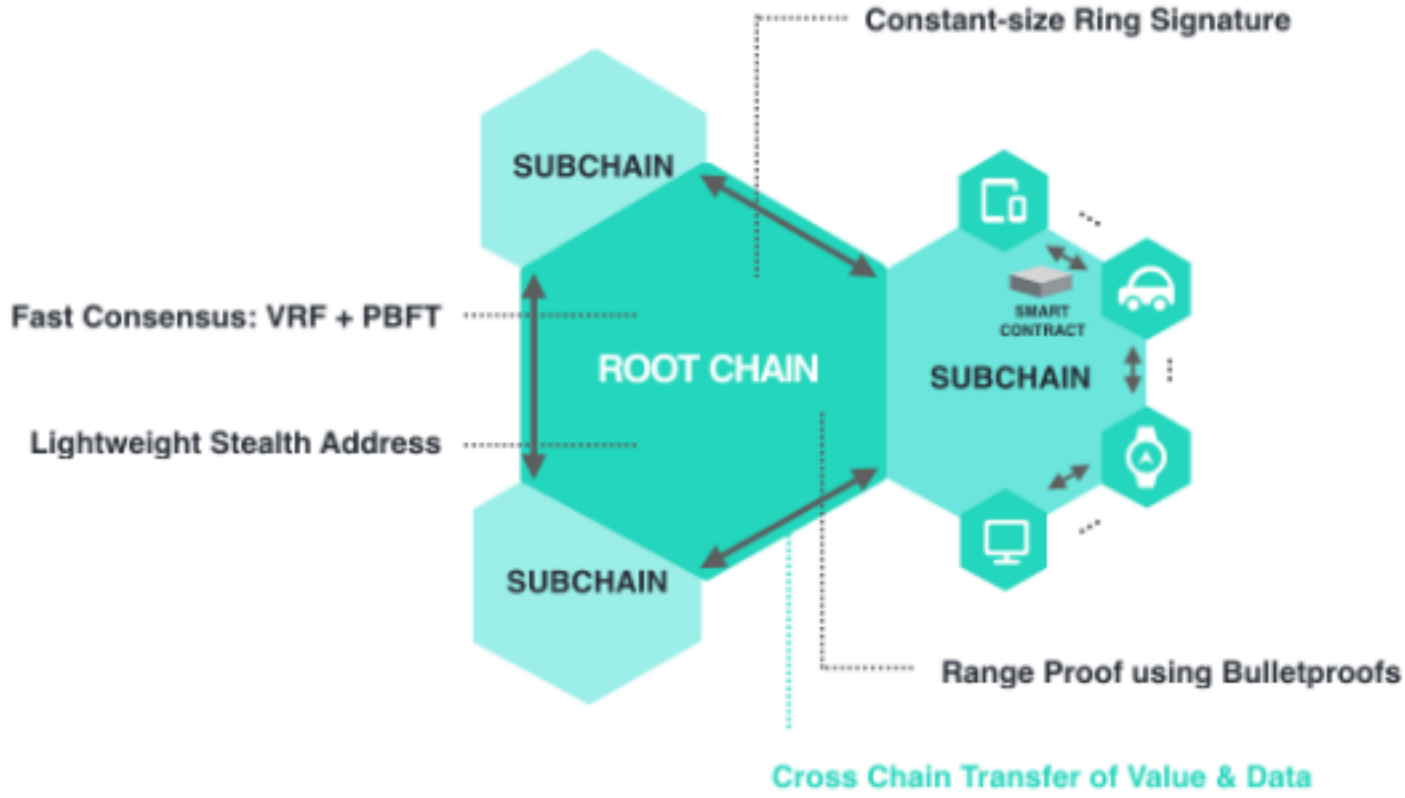 Constant-size Ring Signature
SUBCHAIN
Fast Consensus: VRF + PBFT
SMART
CONTRACT
ROOT CHAIN
SUBCHAIN
Lightweight Stealth Address
SUBCHAIN
Range Proof using Bulletproofs
Cross Chain Transfer of Value & Data